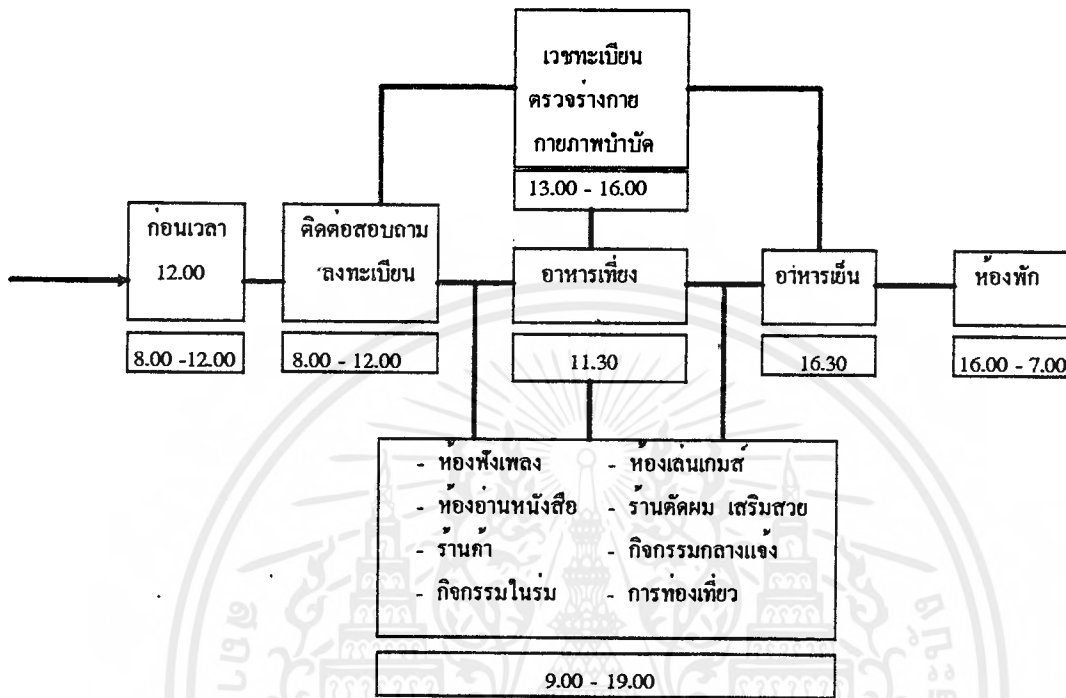 เวชทะเบียน
ตรวจร่างกาย
กายภาพบำบัด
13.00 - 16.00
ก่อนเวลา
12.00
8.00 -12.00
ติดต่อสอบถาม
ลงทะเบียน
8.00 - 12.00
อาหารเที่ยง
11.30
อาหารเย็น
16.30
ห้องพัก
16.00 - 7.00
- ห้องฟังเพลง - ห้องเล่นเกมส์
- ห้องอ่านหนังสือ - ร้านตัดผม เสริมสวย
- ร้านค้า - กิจกรรมกลางแจ้ง
- กิจกรรมในร่ม - การท่องเที่ยว
9.00 - 19.00